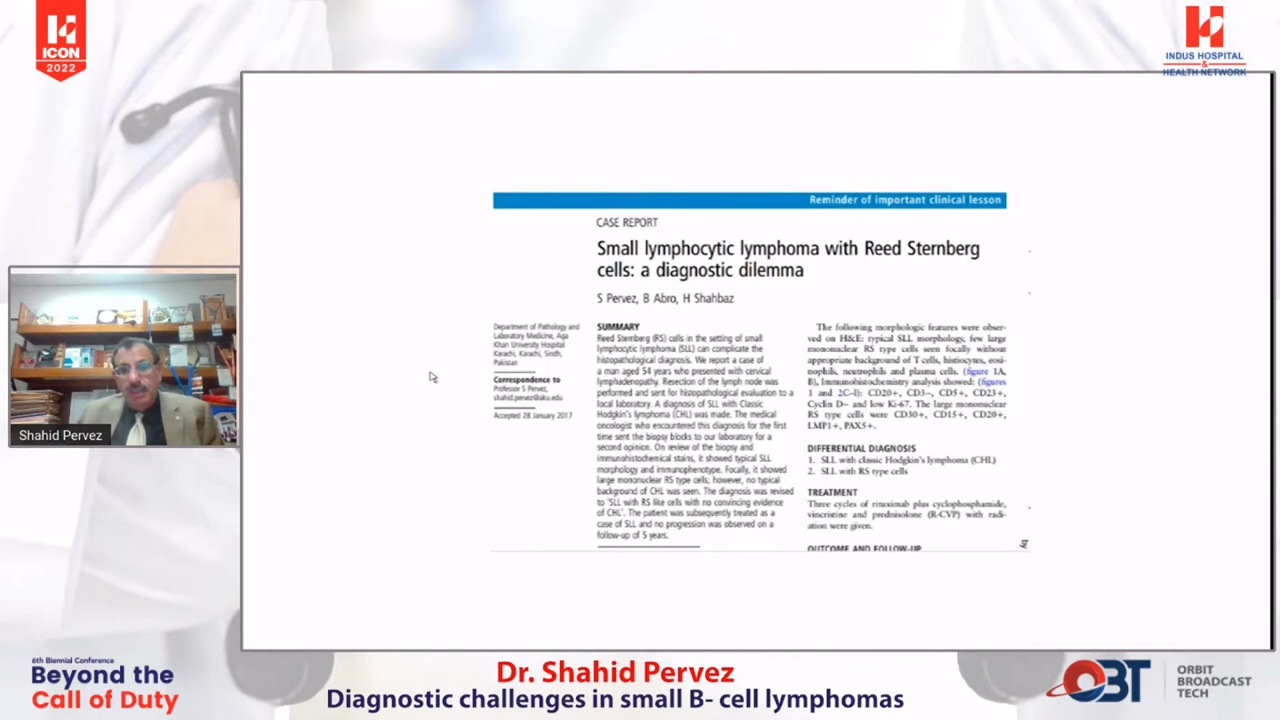 ICON
2022
INDUS HOSPITAL
&
HEALTH NETWORK
Reminder of important clinical lesson
CASE REPORT
Small lymphocytic lymphoma with Reed Sternberg
cells: a diagnostic dilemma
S Pervez, B Abro, H Shahbaz
Department of Pathology and
Laboratory Medicine, Aga
Khan University Hospital
Karachi, Karachi, Sindh,
Pakistan
Correspondence to
Professor S Pervez,
shahid.pervez@aku.edu
Accepted 28 January 2017
SUMMARY
Reed Sternberg (RS) cells in the setting of small
lymphocytic lymphoma (SLL) can complicate the
histopathological diagnosis. We report a case of
a man aged 54 years who presented with cervical
lymphadenopathy. Resection of the lymph node was
performed and sent for histopathological evaluation to a
local laboratory. A diagnosis of SLL with Classic
Hodgkin's lymphoma (CHL) was made. The medical
oncologist who encountered this diagnosis for the first
time sent the biopsy blocks to our laboratory for a
second opinion. On review of the biopsy and
immunohistochemical stains, it showed typical SLL
morphology and immunophenotype. Focally, it showed
large mononuclear RS type cells; however, no typical
background of CHL was seen. The diagnosis was revised
to 'SLL with RS like cells with no convincing evidence
of CHL'. The patient was subsequently treated as a
case of SLL and no progression was observed on a
follow-up of 5 years.
The following morphologic features were obser-
ved on H&E: typical SLL morphology, few large
mononuclear RS type cells seen focally without
appropriate background of T cells, histiocytes, eosi-
nophils, neutrophils and plasma cells. (figure 1A,
B), Immunohistochemistry analysis showed: (figures
1 and 2C–I): CD20+, CD3−, CD5+, CD23+,
Cyclin D− and low Ki-67. The large mononuclear
RS type cells were CD30+, CD15+, CD20+,
LMP1+, PAX5+.
DIFFERENTIAL DIAGNOSIS
1. SLL with classic Hodgkin's lymphoma (CHL)
2. SLL with RS type cells
TREATMENT
Three cycles of rituximab plus cyclophosphamide,
vincristine and prednisolone (R-CVP) with radi-
ation were given.
OUTCOME AND FOLLOW-UP
by
Shahid Pervez
6th Biennial Conference
Beyond the
Call of Duty
Dr. Shahid Pervez
Diagnostic challenges in small B- cell lymphomas
OBT
ORBIT
BROADCAST
TECH